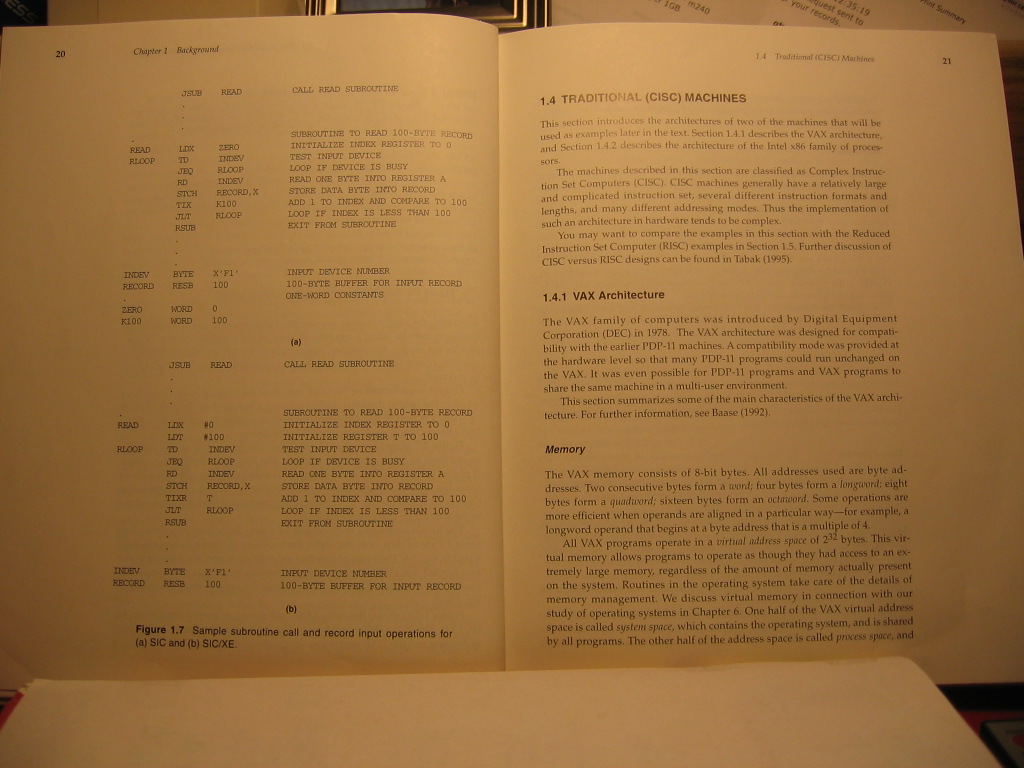 ESS
1GB m240
2:35:19
quest sent to
your records.
Print Summary
20 Chapter 1 Background
JSUB READ CALL READ SUBROUTINE
.
.
.
. SUBROUTINE TO READ 100-BYTE RECORD
READ LDX ZERO INITIALIZE INDEX REGISTER TO 0
RLOOP TD INDEV TEST INPUT DEVICE
JEQ RLOOP LOOP IF DEVICE IS BUSY
RD INDEV READ ONE BYTE INTO REGISTER A
STCH RECORD,X STORE DATA BYTE INTO RECORD
TIX K100 ADD 1 TO INDEX AND COMPARE TO 100
JLT RLOOP LOOP IF INDEX IS LESS THAN 100
RSUB EXIT FROM SUBROUTINE
.
.
.
INDEV BYTE X'F1' INPUT DEVICE NUMBER
RECORD RESB 100 100-BYTE BUFFER FOR INPUT RECORD
. ONE-WORD CONSTANTS
ZERO WORD 0
K100 WORD 100
(a)
JSUB READ CALL READ SUBROUTINE
.
.
.
. SUBROUTINE TO READ 100-BYTE RECORD
READ LDX #0 INITIALIZE INDEX REGISTER TO 0
LDT #100 INITIALIZE REGISTER T TO 100
RLOOP TD INDEV TEST INPUT DEVICE
JEQ RLOOP LOOP IF DEVICE IS BUSY
RD INDEV READ ONE BYTE INTO REGISTER A
STCH RECORD,X STORE DATA BYTE INTO RECORD
TIXR T ADD 1 TO INDEX AND COMPARE TO 100
JLT RLOOP LOOP IF INDEX IS LESS THAN 100
RSUB EXIT FROM SUBROUTINE
.
.
.
INDEV BYTE X'F1' INPUT DEVICE NUMBER
RECORD RESB 100 100-BYTE BUFFER FOR INPUT RECORD
(b)
Figure 1.7 Sample subroutine call and record input operations for
(a) SIC and (b) SIC/XE.
1.4 Traditional (CISC) Machines 21
1.4 TRADITIONAL (CISC) MACHINES
This section introduces the architectures of two of the machines that will be
used as examples later in the text. Section 1.4.1 describes the VAX architecture,
and Section 1.4.2 describes the architecture of the Intel x86 family of proces-
sors.
The machines described in this section are classified as Complex Instruc-
tion Set Computers (CISC). CISC machines generally have a relatively large
and complicated instruction set, several different instruction formats and
lengths, and many different addressing modes. Thus the implementation of
such an architecture in hardware tends to be complex.
You may want to compare the examples in this section with the Reduced
Instruction Set Computer (RISC) examples in Section 1.5. Further discussion of
CISC versus RISC designs can be found in Tabak (1995).
1.4.1 VAX Architecture
The VAX family of computers was introduced by Digital Equipment
Corporation (DEC) in 1978. The VAX architecture was designed for compati-
bility with the earlier PDP-11 machines. A compatibility mode was provided at
the hardware level so that many PDP-11 programs could run unchanged on
the VAX. It was even possible for PDP-11 programs and VAX programs to
share the same machine in a multi-user environment.
This section summarizes some of the main characteristics of the VAX archi-
tecture. For further information, see Baase (1992).
Memory
The VAX memory consists of 8-bit bytes. All addresses used are byte ad-
dresses. Two consecutive bytes form a word; four bytes form a longword; eight
bytes form a quadword; sixteen bytes form an octaword. Some operations are
more efficient when operands are aligned in a particular way—for example, a
longword operand that begins at a byte address that is a multiple of 4.
All VAX programs operate in a virtual address space of 2³² bytes. This vir-
tual memory allows programs to operate as though they had access to an ex-
tremely large memory, regardless of the amount of memory actually present
on the system. Routines in the operating system take care of the details of
memory management. We discuss virtual memory in connection with our
study of operating systems in Chapter 6. One half of the VAX virtual address
space is called system space, which contains the operating system, and is shared
by all programs. The other half of the address space is called process space, and